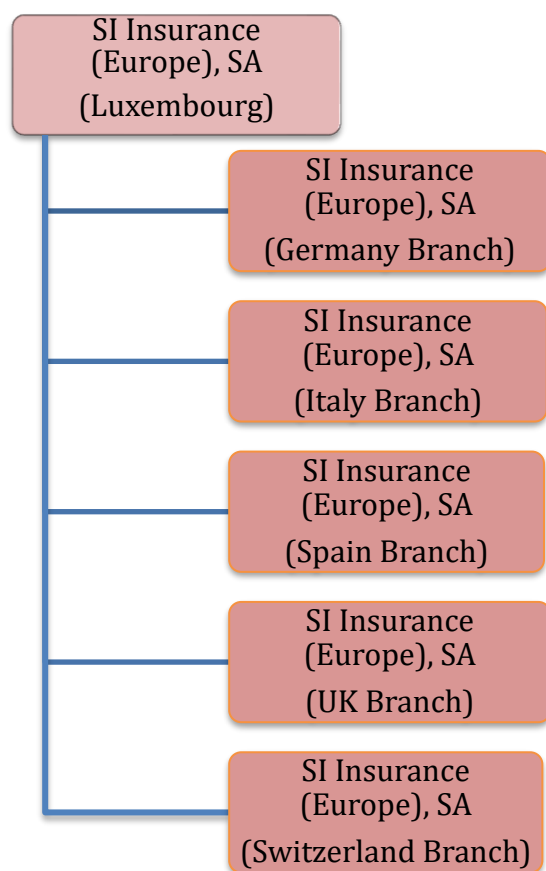 SI Insurance
(Europe), SA
(Luxembourg)
SI Insurance
(Europe), SA
(Germany Branch)
SI Insurance
(Europe), SA
(Italy Branch)
SI Insurance
(Europe), SA
(Spain Branch)
SI Insurance
(Europe), SA
(UK Branch)
SI Insurance
(Europe), SA
(Switzerland Branch)